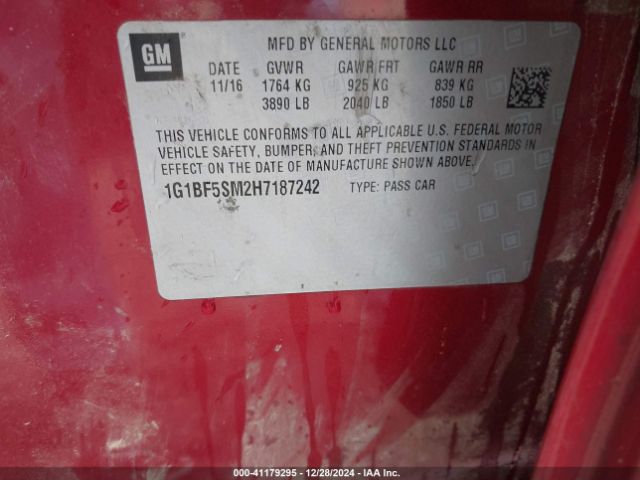 GM
MFD BY GENERAL MOTORS LLC
DATE GVWR GAWR FRT GAWR RR
11/16 1764 KG 925 KG 839 KG
3890 LB 2040 LB 1850 LB
THIS VEHICLE CONFORMS TO ALL APPLICABLE U.S. FEDERAL MOTOR
VEHICLE SAFETY, BUMPER, AND THEFT PREVENTION STANDARDS IN
EFFECT ON THE DATE OF MANUFACTURE SHOWN ABOVE.
1G1BF5SM2H7187242 TYPE: PASS CAR
000-41179295 - 12/28/2024 - IAA Inc.